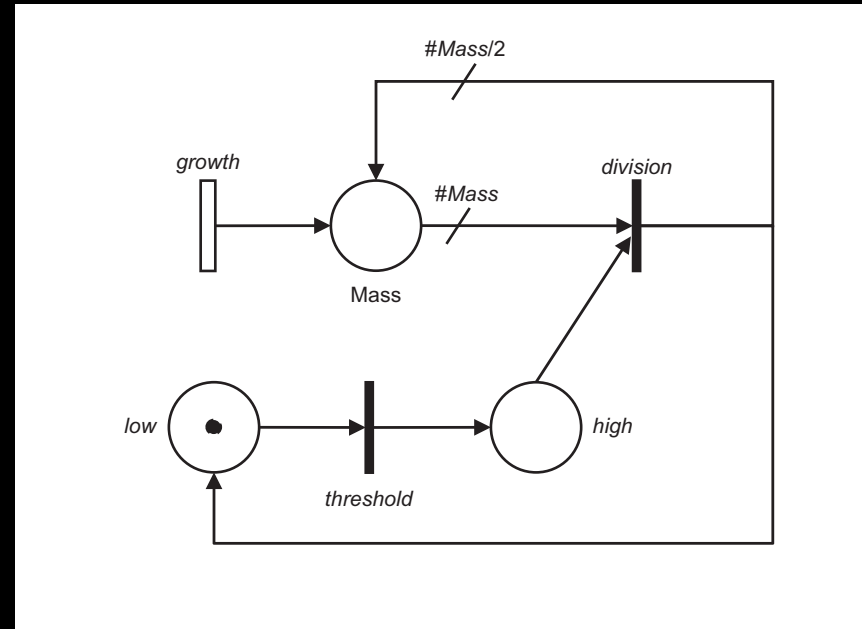 #Mass/2
growth
division
#Mass
Mass
low
high
threshold